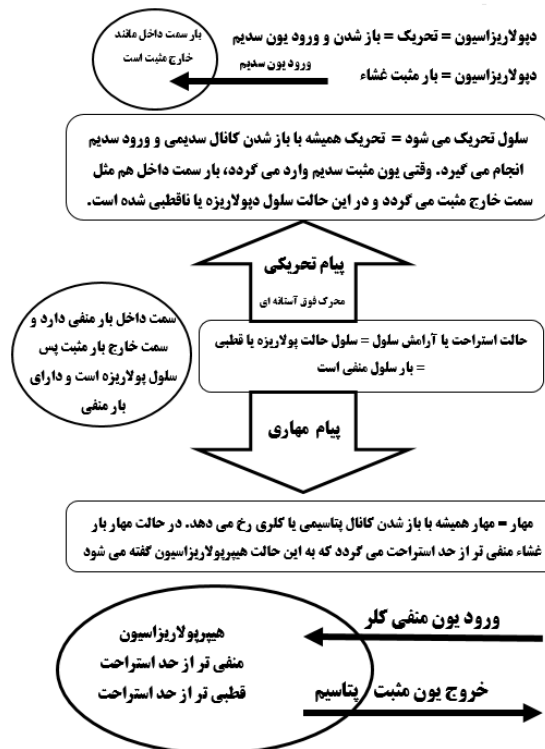 دپولاریزاسیون = تحریک = باز شدن و ورود یون سدیم
بار سمت داخل مانند
خارج مثبت است
ورود یون سدیم
دپولاریزاسیون = بار مثبت غشاء
سلول تحریک می شود = تحریک همیشه با باز شدن کانال سدیمی و ورود سدیم
انجام می گیرد. وقتی یون مثبت سدیم وارد می گردد، بار سمت داخل هم مثل
سمت خارج مثبت می گردد و در این حالت سلول دپولاریزه یا ناقطبی شده است.
پیام تحریکی
محرک فوق آستانه ای
سمت داخل بار منفی دارد و
سمت خارج بار مثبت پس
سلول پولاریزه است و دارای
بار منفی
حالت استراحت یا آرامش سلول = سلول حالت پولاریزه یا قطبی
= بار سلول منفی است
پیام مهاری
مهار = مهار همیشه با باز شدن کانال پتاسیمی یا کلری رخ می دهد. در حالت مهار بار
غشاء منفی تر از حد استراحت می گردد که به این حالت هیپرپولاریزاسیون گفته می شود
ورود یون منفی کلر
هیپرپولاریزاسیون
منفی تر از حد استراحت
قطبی تر از حد استراحت
خروج یون مثبت پتاسیم